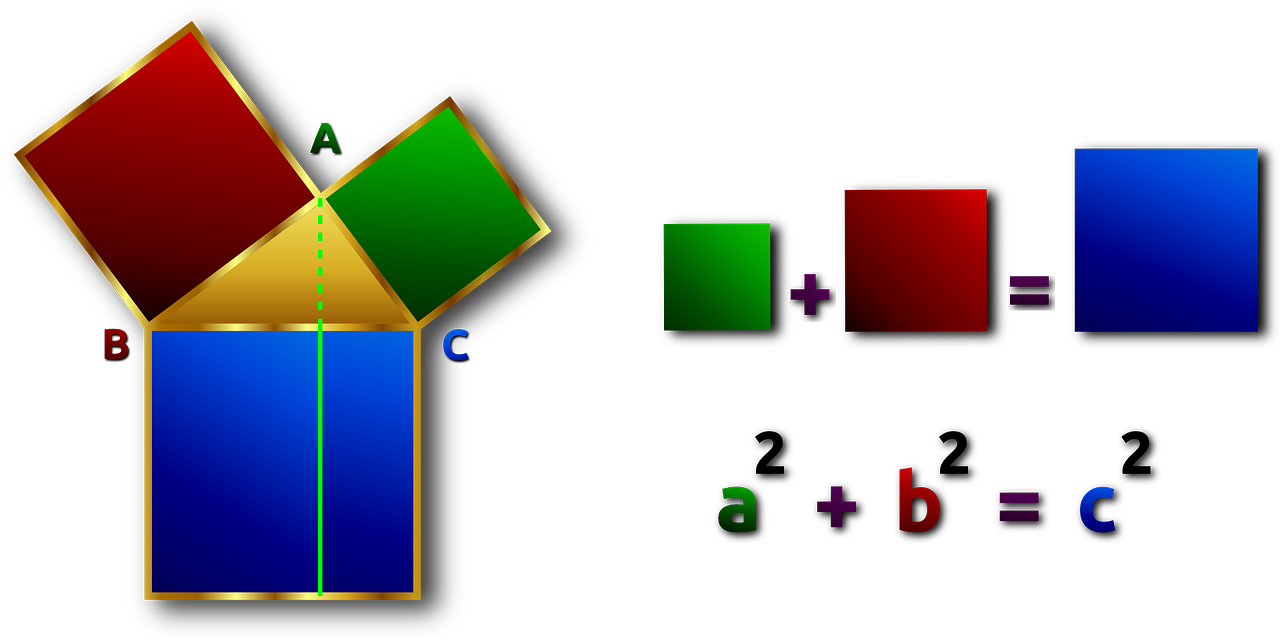 A
B
C
+ =
a² + b² = c²